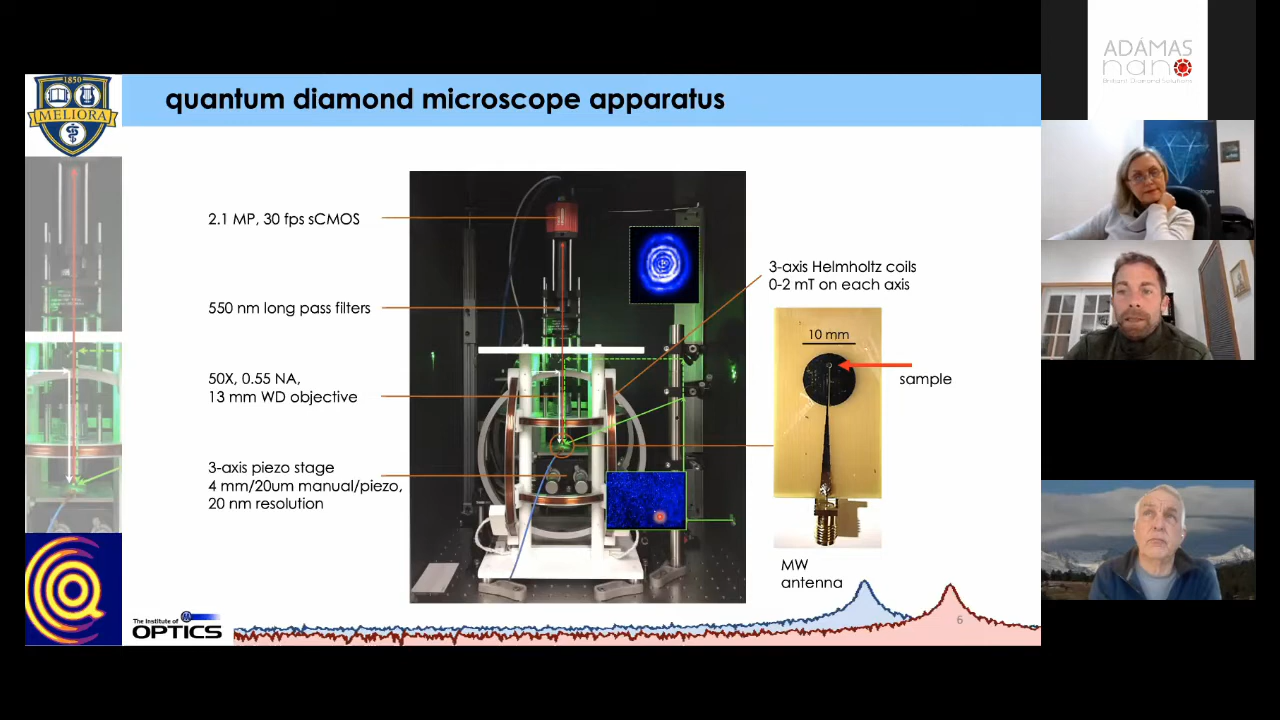 quantum diamond microscope apparatus
1850
MELIORA
2.1 MP, 30 fps sCMOS
550 nm long pass filters
50X, 0.55 NA,
13 mm WD objective
3-axis piezo stage
4 mm/20um manual/piezo,
20 nm resolution
3-axis Helmholtz coils
0-2 mT on each axis
10 mm
sample
MW
antenna
The Institute of
OPTICS
6
ADÁMAS
nano
Brilliant Diamond Solutions